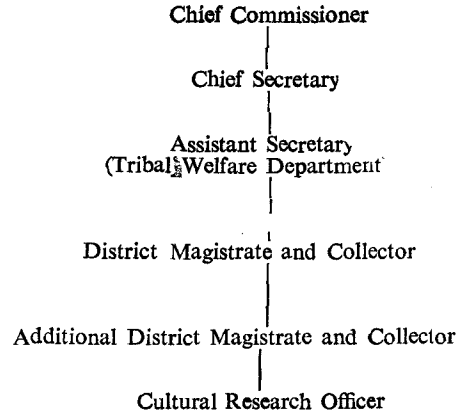 Chief Commissioner
Chief Secretary
Assistant Secretary
(Tribal Welfare Department
District Magistrate and Collector
Additional District Magistrate and Collector
Cultural Research Officer